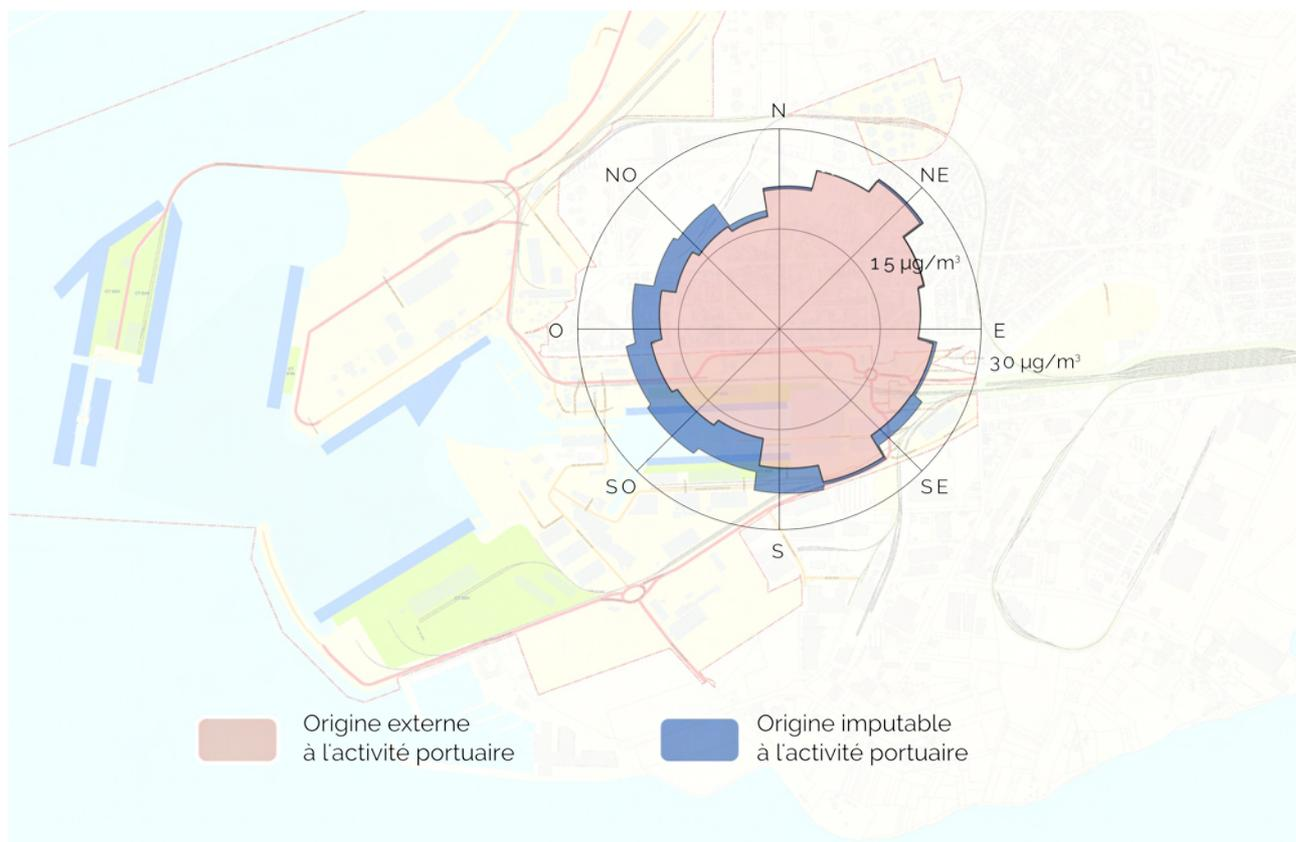 N
NO
NE
15 µg/m³
O
E
30 µg/m³
SO
SE
S
Origine externe
à l'activité portuaire
Origine imputable
à l'activité portuaire